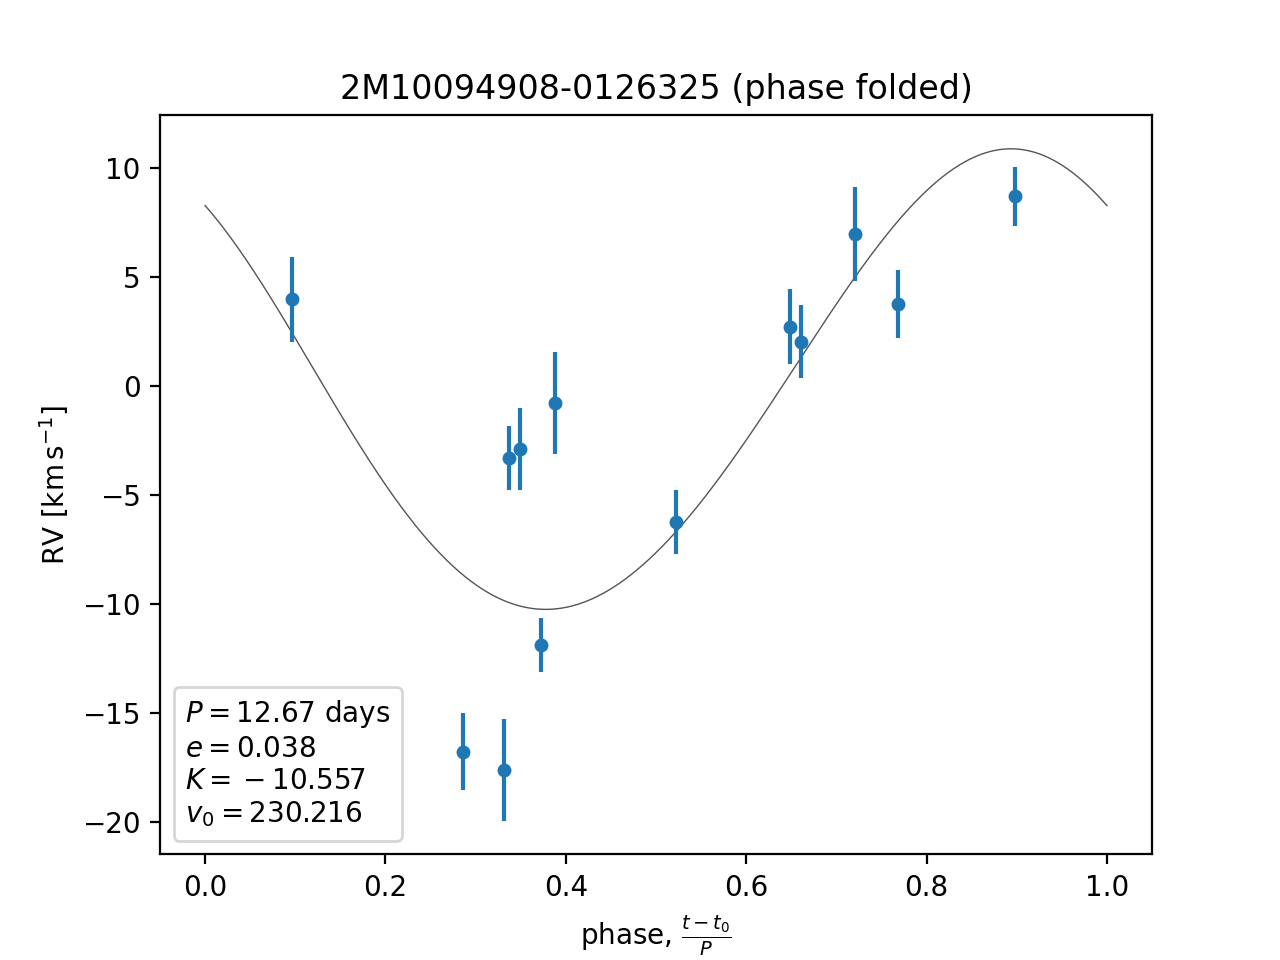 2M10094908-0126325 (phase folded)
10
5
0
−5
−10
−15
−20
RV [km s⁻¹]
P = 12.67 days
e = 0.038
K = − 10.557
v₀ = 230.216
0.0 0.2 0.4 0.6 0.8 1.0
phase, (t − t₀)/P